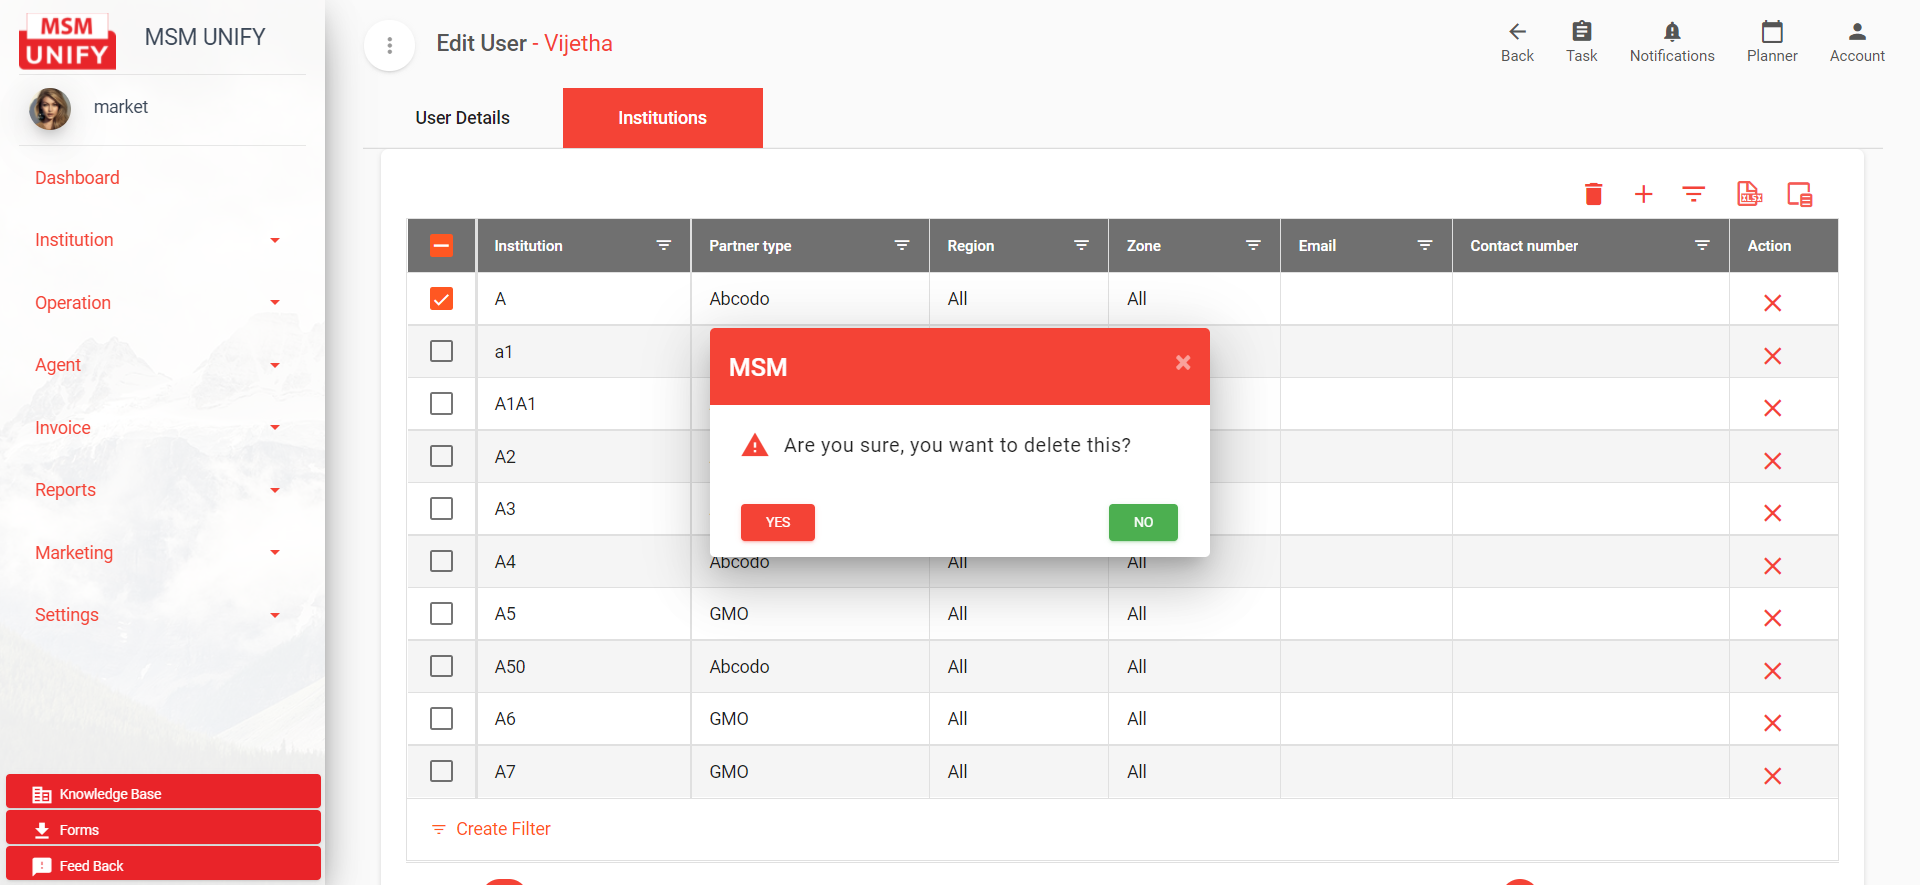 MSM
UNIFY
MSM UNIFY
market
Dashboard
Institution
Operation
Agent
Invoice
Reports
Marketing
Settings
Knowledge Base
Forms
Feed Back
Edit User - Vijetha
Back
Task
Notifications
Planner
Account
User Details
Institutions
XLSX
Institution Partner type Region Zone Email Contact number Action
A Abcodo All All
a1
A1A1
A2
A3
A4 Abcodo All All
A5 GMO All All
A50 Abcodo All All
A6 GMO All All
A7 GMO All All
Create Filter
MSM
Are you sure, you want to delete this?
YES
NO